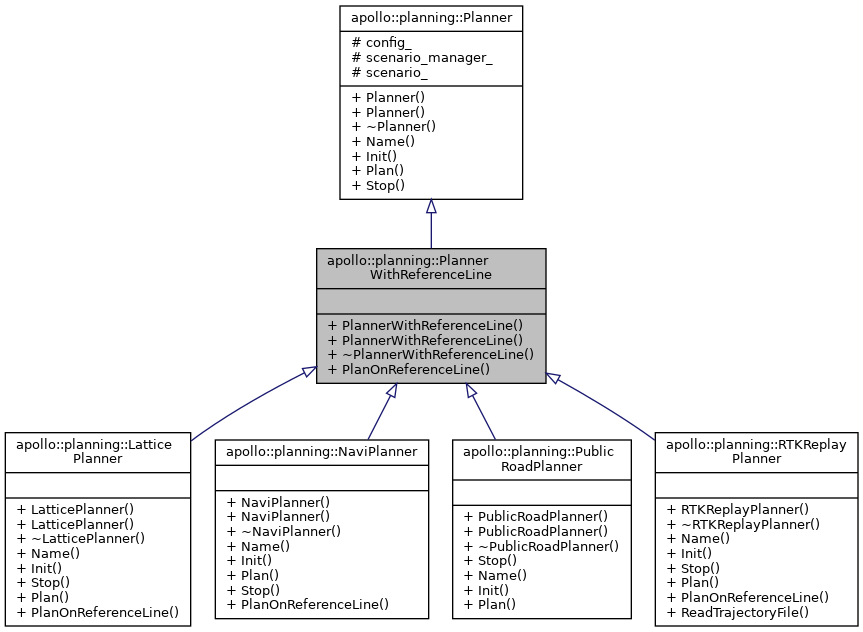 apollo::planning::Planner
# config_
# scenario_manager_
# scenario_
+ Planner()
+ Planner()
+ ~Planner()
+ Name()
+ Init()
+ Plan()
+ Stop()
apollo::planning::Planner
WithReferenceLine
+ PlannerWithReferenceLine()
+ PlannerWithReferenceLine()
+ ~PlannerWithReferenceLine()
+ PlanOnReferenceLine()
apollo::planning::Lattice
Planner
+ LatticePlanner()
+ LatticePlanner()
+ ~LatticePlanner()
+ Name()
+ Init()
+ Stop()
+ Plan()
+ PlanOnReferenceLine()
apollo::planning::NaviPlanner
+ NaviPlanner()
+ NaviPlanner()
+ ~NaviPlanner()
+ Name()
+ Init()
+ Plan()
+ Stop()
+ PlanOnReferenceLine()
apollo::planning::Public
RoadPlanner
+ PublicRoadPlanner()
+ PublicRoadPlanner()
+ ~PublicRoadPlanner()
+ Stop()
+ Name()
+ Init()
+ Plan()
apollo::planning::RTKReplay
Planner
+ RTKReplayPlanner()
+ ~RTKReplayPlanner()
+ Name()
+ Init()
+ Stop()
+ Plan()
+ PlanOnReferenceLine()
+ ReadTrajectoryFile()